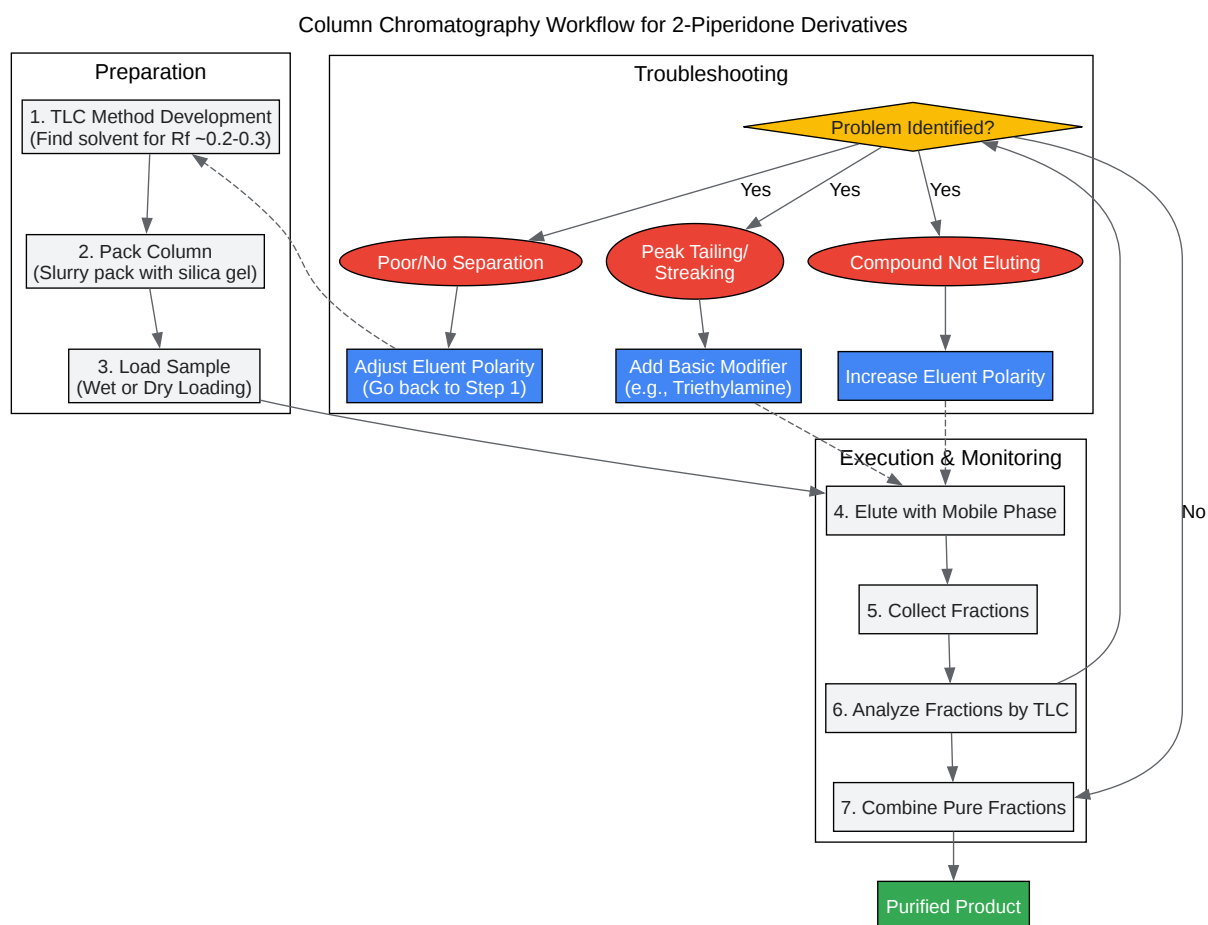 Column Chromatography Workflow for 2-Piperidone Derivatives
Preparation
1. TLC Method Development
(Find solvent for Rf ~0.2-0.3)
2. Pack Column
(Slurry pack with silica gel)
3. Load Sample
(Wet or Dry Loading)
Troubleshooting
Problem Identified?
Yes
Yes
Yes
Poor/No Separation
Peak Tailing/
Streaking
Compound Not Eluting
Adjust Eluent Polarity
(Go back to Step 1)
Add Basic Modifier
(e.g., Triethylamine)
Increase Eluent Polarity
Execution & Monitoring
4. Elute with Mobile Phase
No
5. Collect Fractions
6. Analyze Fractions by TLC
7. Combine Pure Fractions
Purified Product